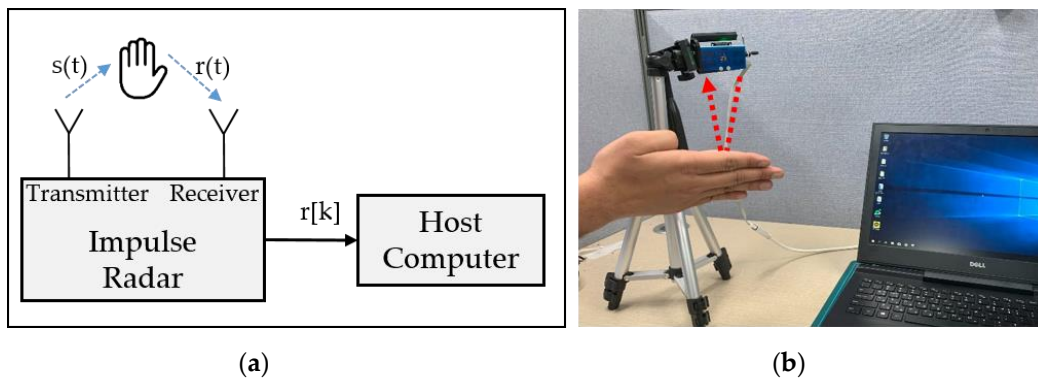 s(t)
r(t)
Transmitter
Receiver
Impulse
Radar
r[k]
Host
Computer
DELL
(a)
(b)